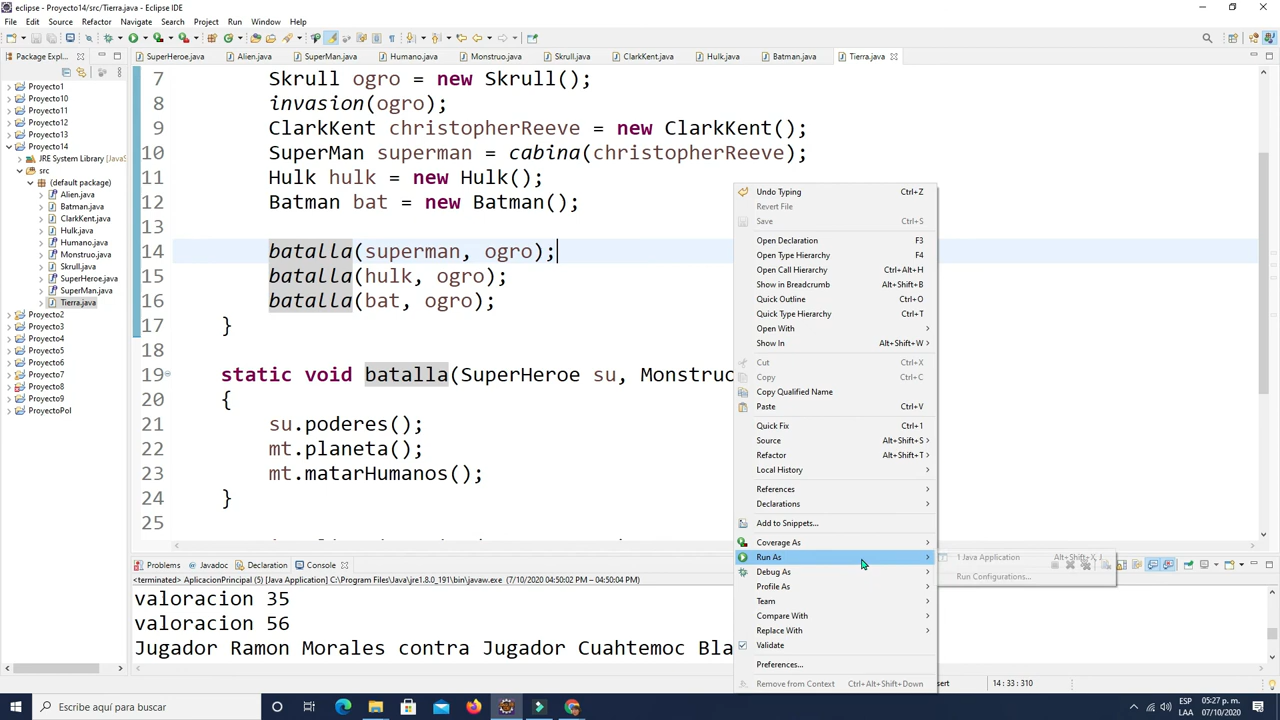 eclipse - Proyecto14/src/Tierra.java - Eclipse IDE
File Edit Source Refactor Navigate Search Project Run Window Help
Package Expl...
SuperHeroe.java Alien.java SuperMan.java Humano.java Monstruo.java Skrull.java ClarkKent.java Hulk.java Batman.java Tierra.java
Proyecto1
Proyecto10
Proyecto11
Proyecto12
Proyecto13
Proyecto14
JRE System Library [JavaS
src
(default package)
Alien.java
Batman.java
ClarkKent.java
Hulk.java
Humano.java
Monstruo.java
Skrull.java
SuperHeroe.java
SuperMan.java
Tierra.java
Proyecto2
Proyecto3
Proyecto4
Proyecto5
Proyecto6
Proyecto7
Proyecto8
Proyecto9
ProyectoPol
7 Skrull ogro = new Skrull();
8 invasion(ogro);
9 ClarkKent christopherReeve = new ClarkKent();
10 SuperMan superman = cabina(christopherReeve);
11 Hulk hulk = new Hulk();
12 Batman bat = new Batman();
13
14 batalla(superman, ogro);
15 batalla(hulk, ogro);
16 batalla(bat, ogro);
17 }
18
19 static void batalla(SuperHeroe su, Monstruo
20 {
21 su.poderes();
22 mt.planeta();
23 mt.matarHumanos();
24 }
25
Undo Typing Ctrl+Z
Revert File
Save Ctrl+S
Open Declaration F3
Open Type Hierarchy F4
Open Call Hierarchy Ctrl+Alt+H
Show in Breadcrumb Alt+Shift+B
Quick Outline Ctrl+O
Quick Type Hierarchy Ctrl+T
Open With
Show In Alt+Shift+W
Cut Ctrl+X
Copy Ctrl+C
Copy Qualified Name
Paste Ctrl+V
Quick Fix Ctrl+1
Source Alt+Shift+S
Refactor Alt+Shift+T
Local History
References
Declarations
Add to Snippets...
Coverage As
Run As
Debug As
Profile As
Team
Compare With
Replace With
Validate
Preferences...
Remove from Context Ctrl+Alt+Shift+Down
1 Java Application Alt+Shift+X, J
Run Configurations...
Problems Javadoc Declaration Console
<terminated> AplicacionPrincipal [Java Application] C:\Program Files\Java\jre1.8.0_191\bin\javaw.exe (7/10/2020 04:50:02 PM – 04:50:04 PM)
valoracion 35
valoracion 56
Jugador Ramon Morales contra Jugador Cuahtemoc Bla
sert 14 : 33 : 310
Escribe aquí para buscar
ESP 05:27 p. m.
LAA 07/10/2020